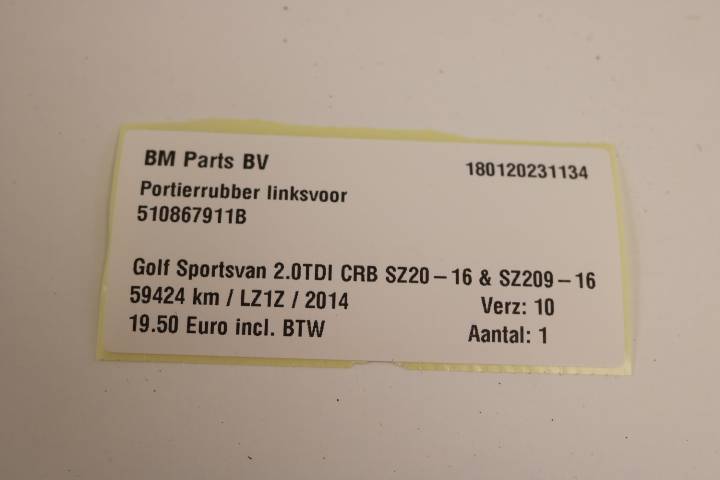 BM Parts BV 180120231134
Portierrubber linksvoor
510867911B
Golf Sportsvan 2.0TDI CRB SZ20-16 & SZ209-16
59424 km / LZ1Z / 2014 Verz: 10
19.50 Euro incl. BTW Aantal: 1